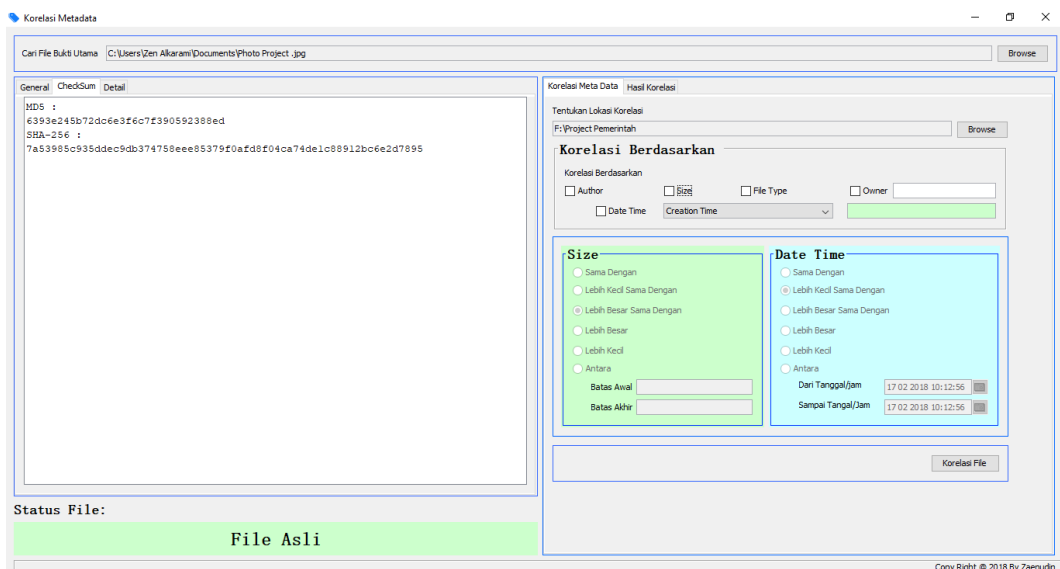 Korelasi Metadata
Cari File Bukti Utama C:\Users\Zen Alkarami\Documents\Photo Project .jpg Browse
General CheckSum Detail
MD5 :
6393e245b72dc6e3f6c7f390592388ed
SHA-256 :
7a53985c935ddec9db374758eee85379f0afd8f04ca74de1c88912bc6e2d7895
Status File:
File Asli
Korelasi Meta Data Hasil Korelasi
Tentukan Lokasi Korelasi
F:\Project Pemerintah Browse
Korelasi Berdasarkan
Korelasi Berdasarkan
Author Size File Type Owner
Date Time Creation Time
Size
Sama Dengan
Lebih Kecil Sama Dengan
Lebih Besar Sama Dengan
Lebih Besar
Lebih Kecil
Antara
Batas Awal
Batas Akhir
Date Time
Sama Dengan
Lebih Kecil Sama Dengan
Lebih Besar Sama Dengan
Lebih Besar
Lebih Kecil
Antara
Dari Tanggal/jam 17 02 2018 10:12:56
Sampai Tangal/Jam 17 02 2018 10:12:56
Korelasi File
Copy Right @ 2018 By Zaenudin